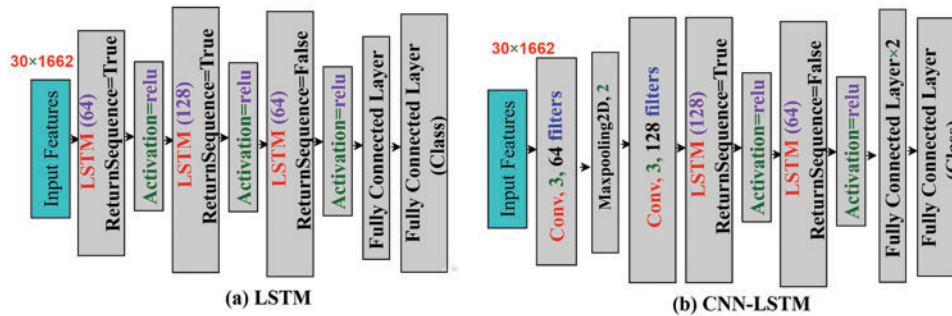 30×1662
Input Features
LSTM (64)
ReturnSequence=True
Activation=relu
LSTM (128)
ReturnSequence=True
Activation=relu
LSTM (64)
ReturnSequence=False
Activation=relu
Fully Connected Layer
Fully Connected Layer
(Class)
(a) LSTM
30×1662
Input Features
Conv, 3, 64 filters
Maxpooling2D, 2
Conv, 3, 128 filters
LSTM (128)
ReturnSequence=True
Activation=relu
LSTM (64)
ReturnSequence=False
Activation=relu
Fully Connected Layer×2
Fully Connected Layer
(b) CNN-LSTM